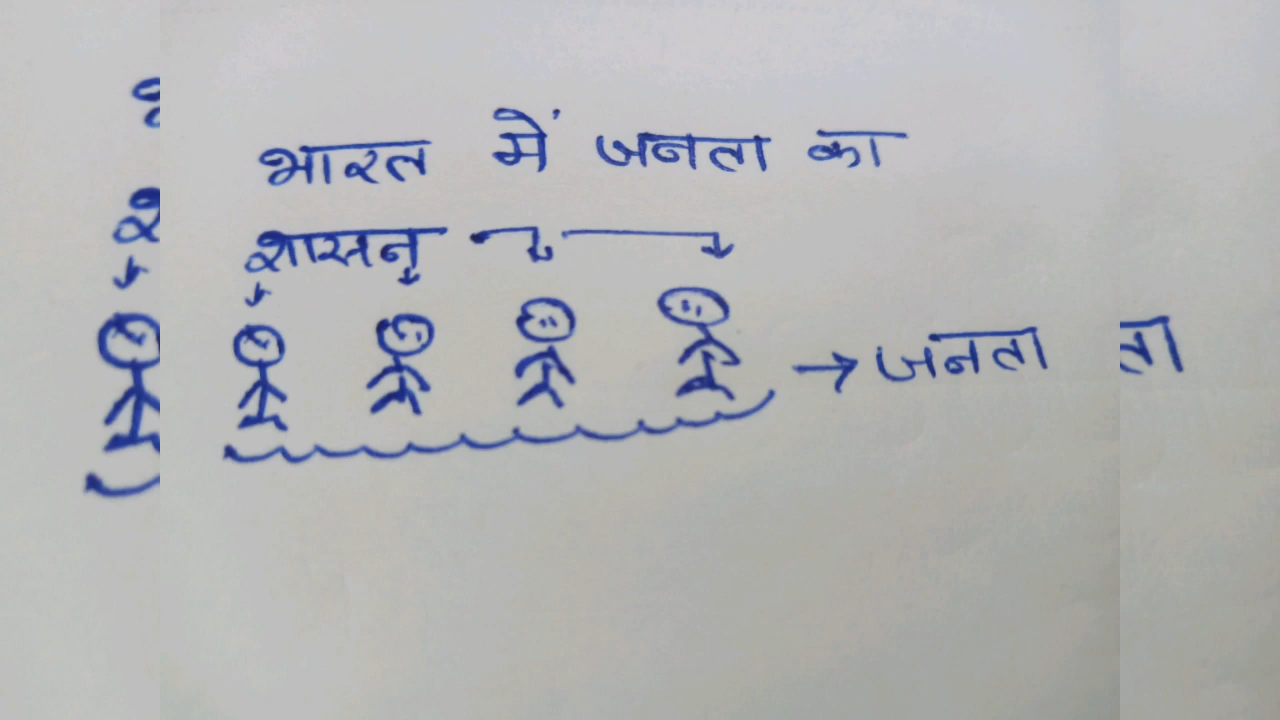 भारत में जनता का
शासन
→ जनता